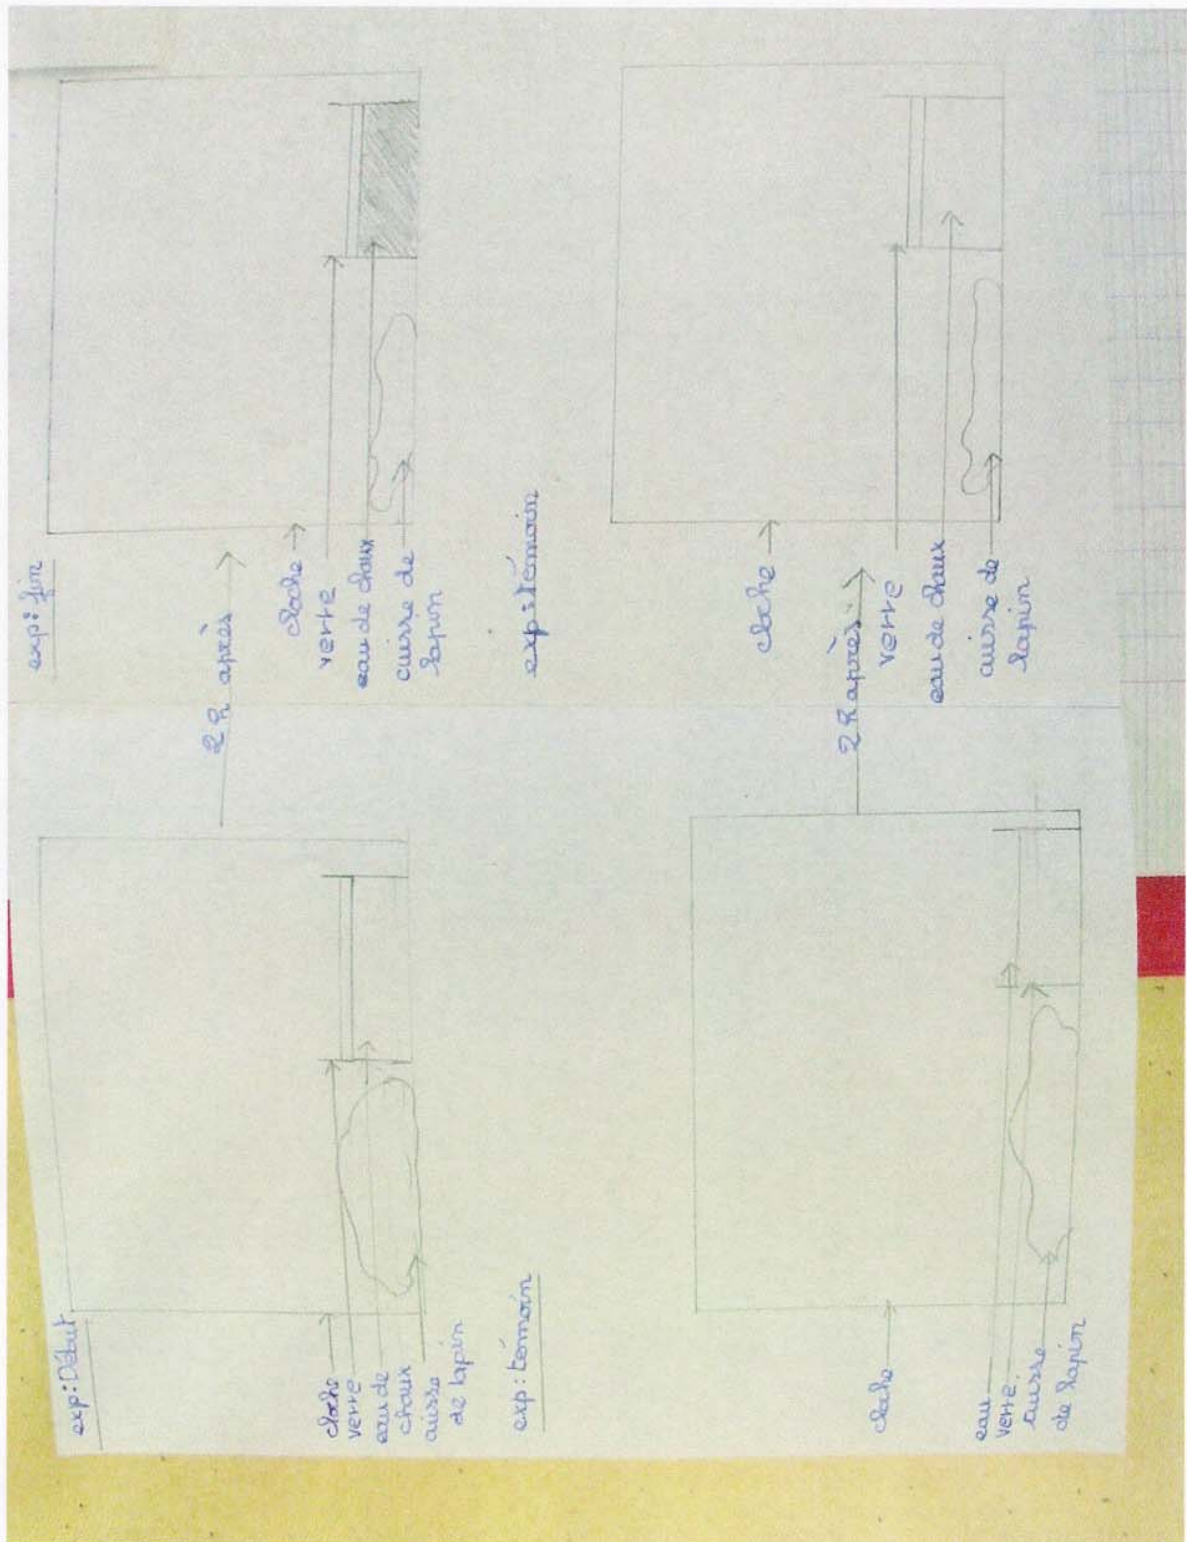 exp: Début
cloche
verre
eau de
chaux
cuisse
de lapin
2h après
exp: fin
cloche
verre
eau de chaux
cuisse de
lapin
exp: témoin
cloche
eau
verre
cuisse
de lapin
2h après
exp: témoin
cloche
verre
eau de chaux
cuisse de
lapin